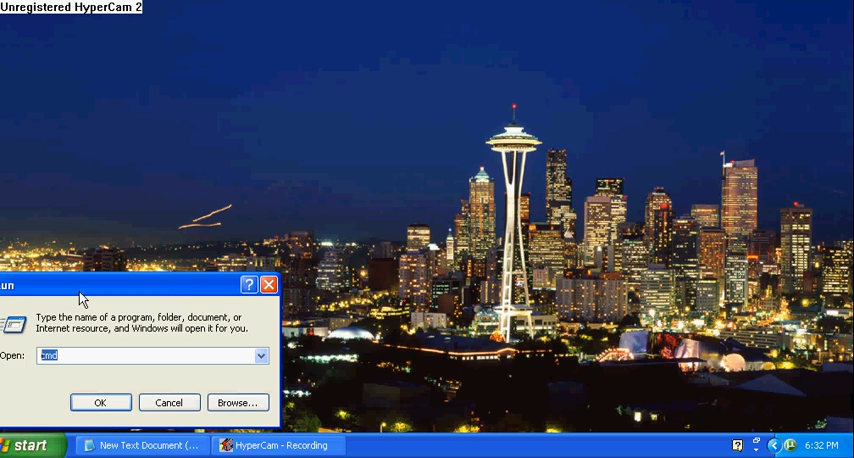 Unregistered HyperCam 2
un
Type the name of a program, folder, document, or
Internet resource, and Windows will open it for you.
Open:
cmd
OK
Cancel
Browse...
start
New Text Document (...
HyperCam - Recording
6:32 PM